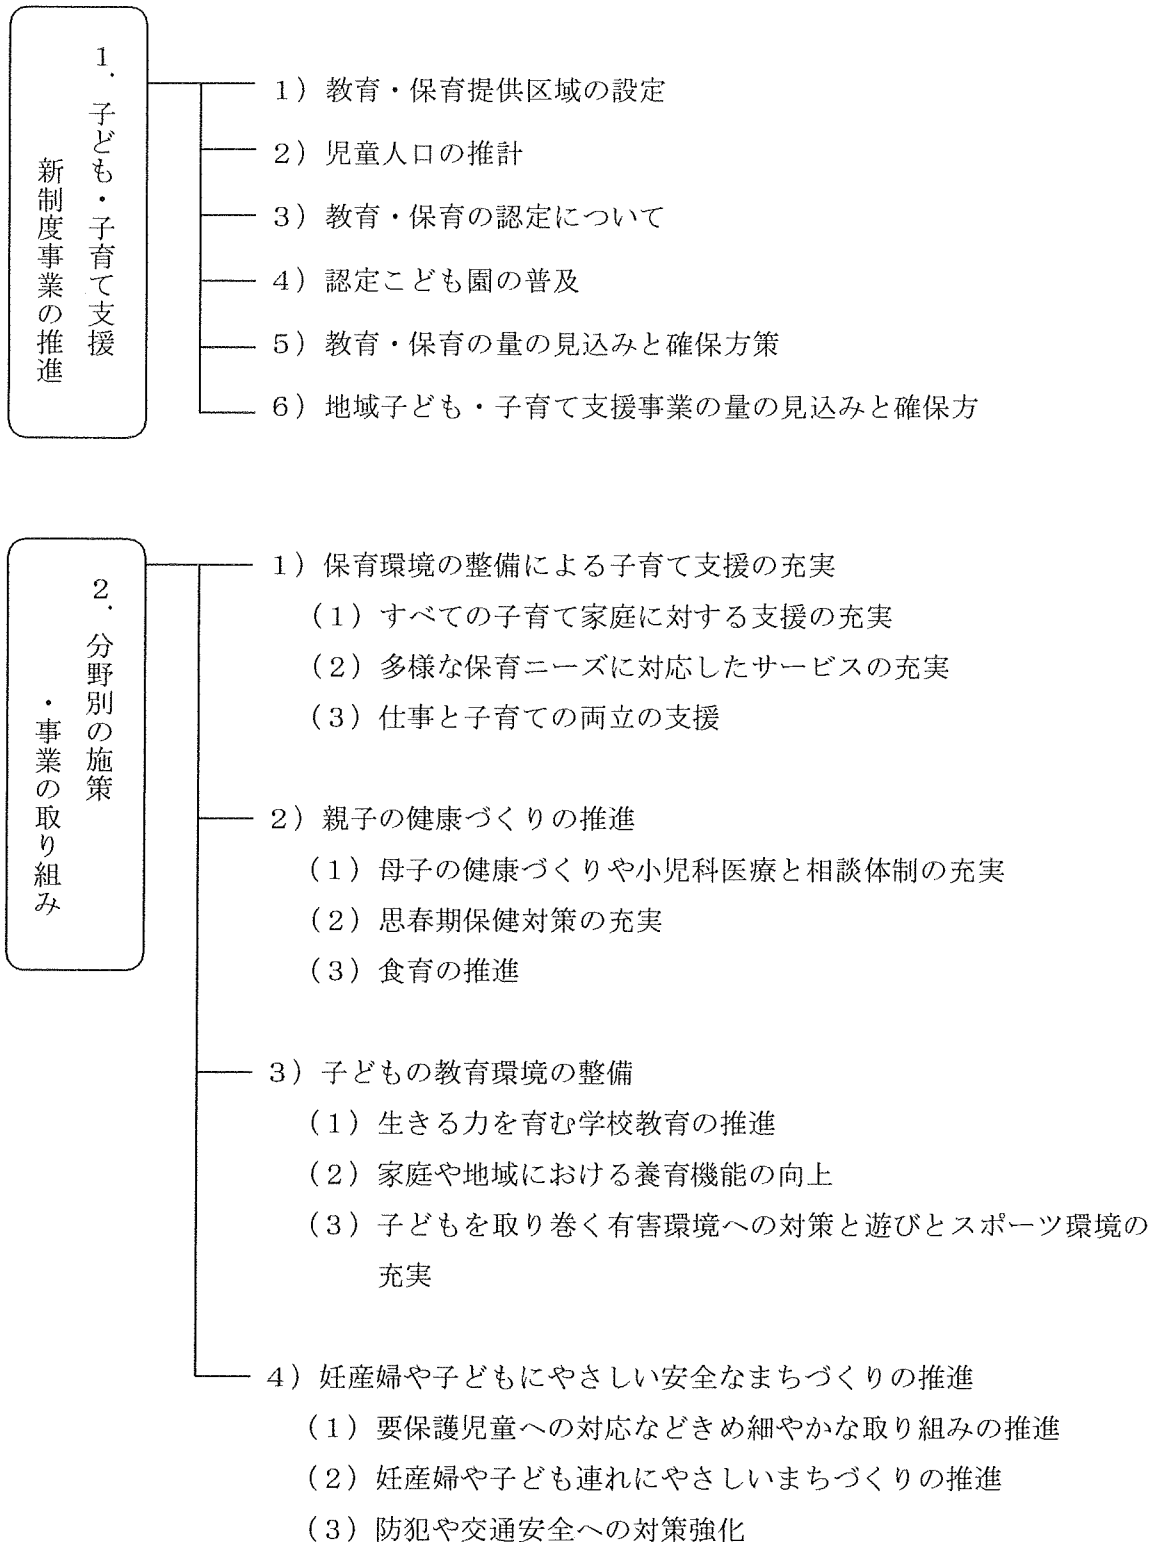 1．子ども・子育て支援
新制度事業の推進
1）教育・保育提供区域の設定
2）児童人口の推計
3）教育・保育の認定について
4）認定こども園の普及
5）教育・保育の量の見込みと確保方策
6）地域子ども・子育て支援事業の量の見込みと確保方
2．分野別の施策
・事業の取り組み
1）保育環境の整備による子育て支援の充実
（1）すべての子育て家庭に対する支援の充実
（2）多様な保育ニーズに対応したサービスの充実
（3）仕事と子育ての両立の支援
2）親子の健康づくりの推進
（1）母子の健康づくりや小児科医療と相談体制の充実
（2）思春期保健対策の充実
（3）食育の推進
3）子どもの教育環境の整備
（1）生きる力を育む学校教育の推進
（2）家庭や地域における養育機能の向上
（3）子どもを取り巻く有害環境への対策と遊びとスポーツ環境の
充実
4）妊産婦や子どもにやさしい安全なまちづくりの推進
（1）要保護児童への対応などきめ細やかな取り組みの推進
（2）妊産婦や子ども連れにやさしいまちづくりの推進
（3）防犯や交通安全への対策強化